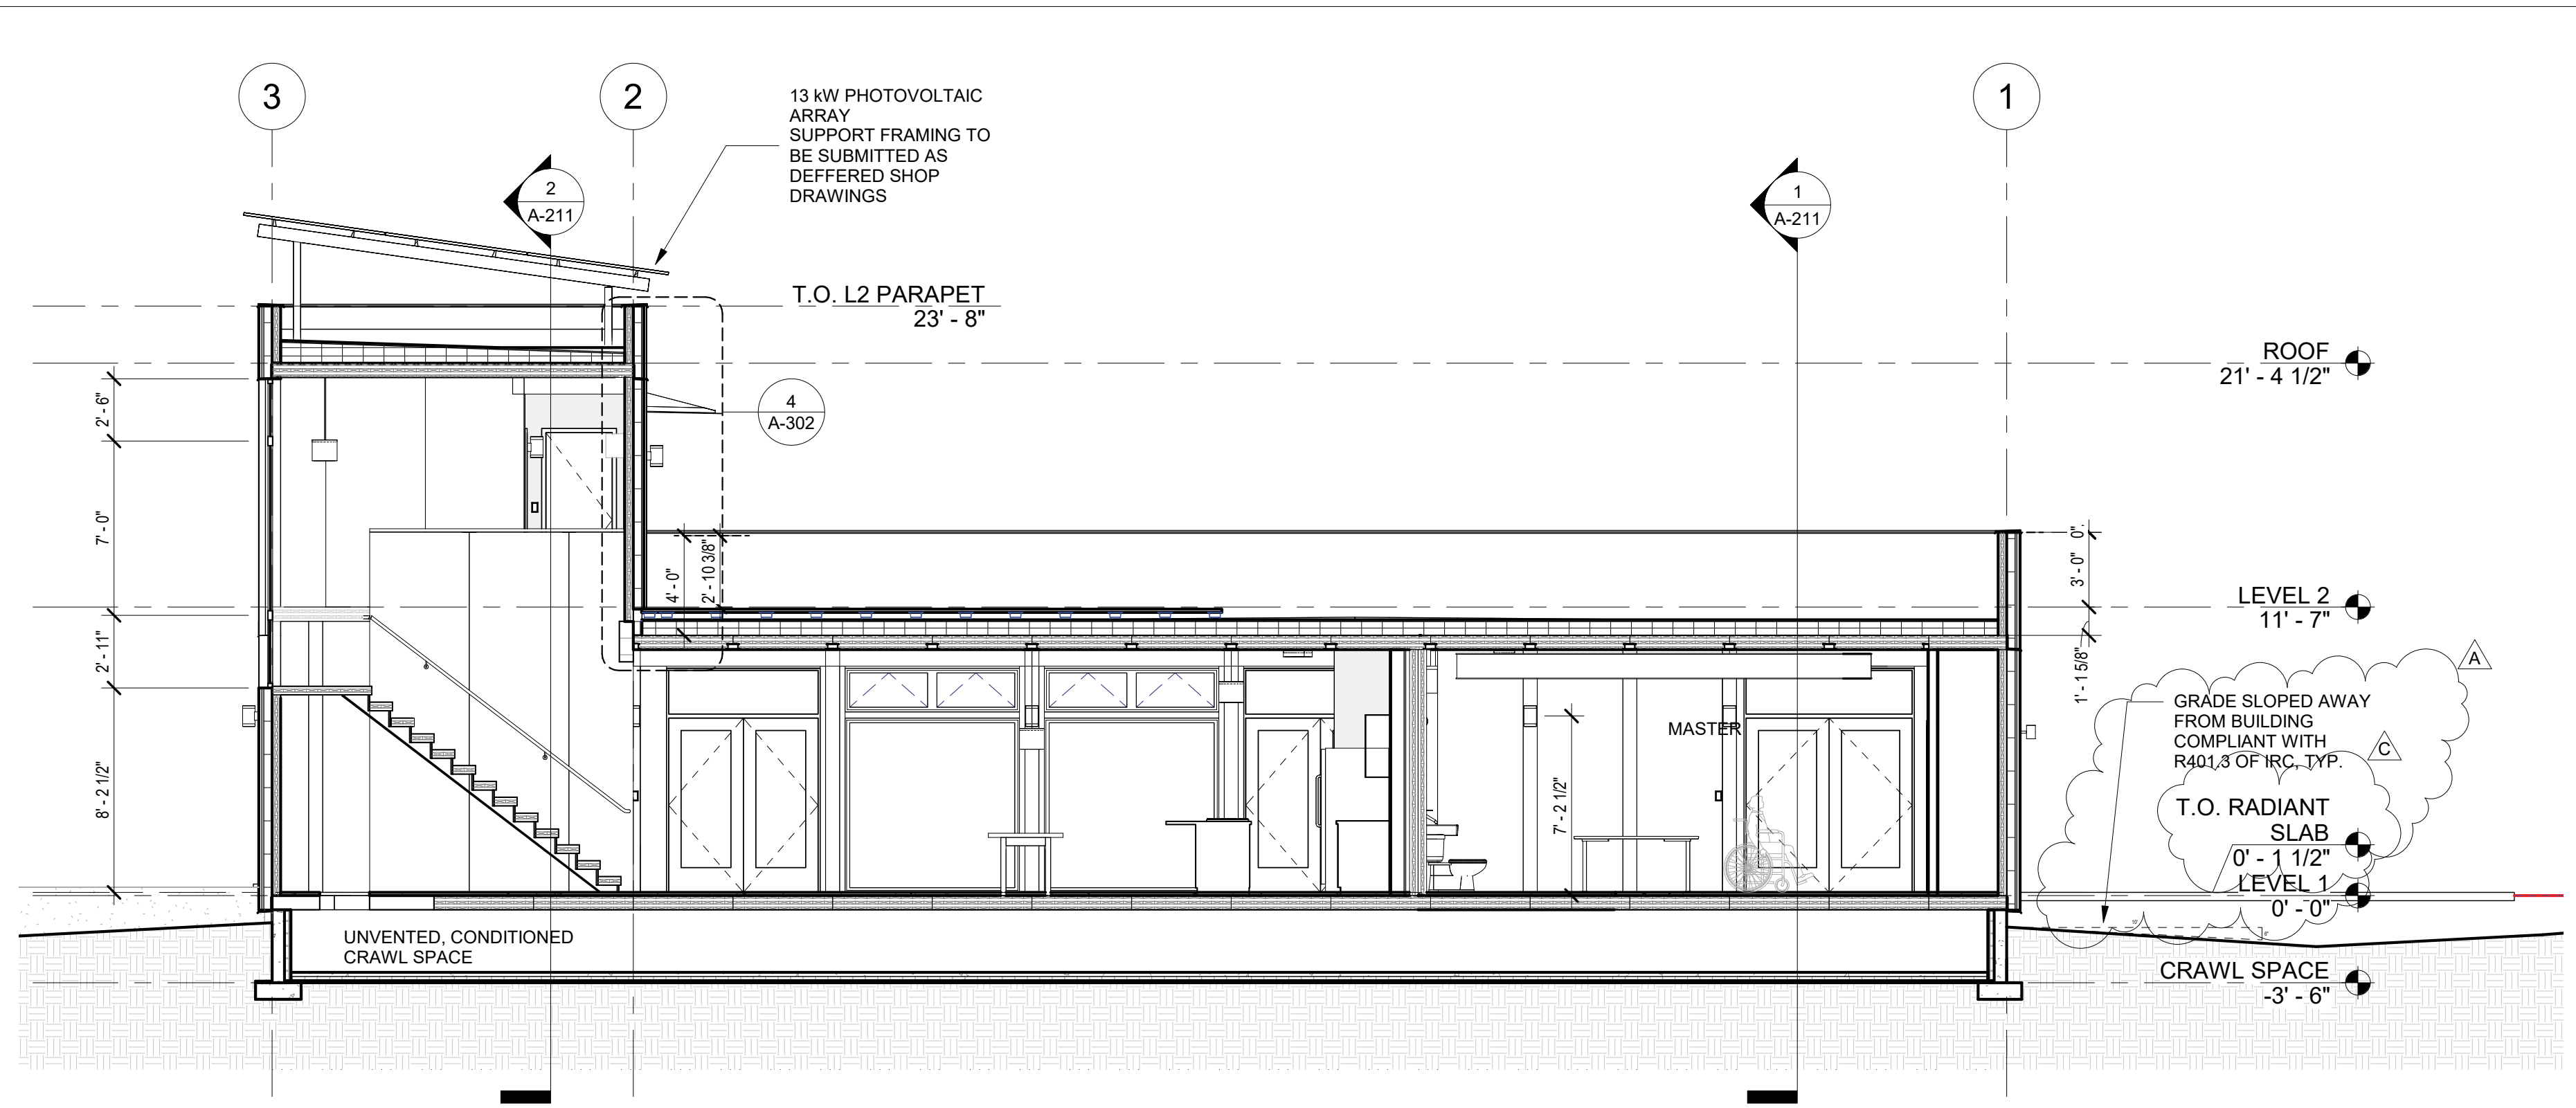 3
2
1
13 kW PHOTOVOLTAIC
ARRAY
SUPPORT FRAMING TO
BE SUBMITTED AS
DEFFERED SHOP
DRAWINGS
2
A-211
1
A-211
T.O. L2 PARAPET
23' - 8"
ROOF
21' - 4 1/2"
4
A-302
2' - 6"
7' - 0"
2' - 11"
8' - 2 1/2"
4' - 0"
2' - 10 3/8"
3' - 0"
0".
1' - 1 5/8"
LEVEL 2
11' - 7"
A
GRADE SLOPED AWAY
FROM BUILDING
COMPLIANT WITH
R401.3 OF IRC, TYP.
C
MASTER
7' - 2 1/2"
T.O. RADIANT
SLAB
0' - 1 1/2"
LEVEL 1
0' - 0"
UNVENTED, CONDITIONED
CRAWL SPACE
CRAWL SPACE
-3' - 6"